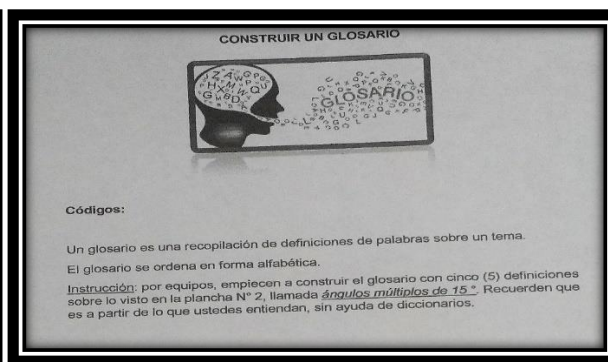 CONSTRUIR UN GLOSARIO
GLOSARIO
Códigos:
Un glosario es una recopilación de definiciones de palabras sobre un tema.
El glosario se ordena en forma alfabética.
Instrucción: por equipos, empiecen a construir el glosario con cinco (5) definiciones
sobre lo visto en la plancha N° 2, llamada ángulos múltiplos de 15 °. Recuerden que
es a partir de lo que ustedes entiendan, sin ayuda de diccionarios.